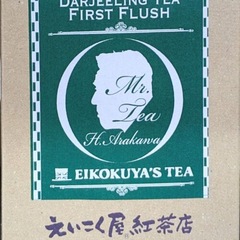 DARJEELING TEA
FIRST FLUSH
Mr.
Tea
H. Arakawa
EIKOKUYA'S TEA
えいこく屋紅茶店